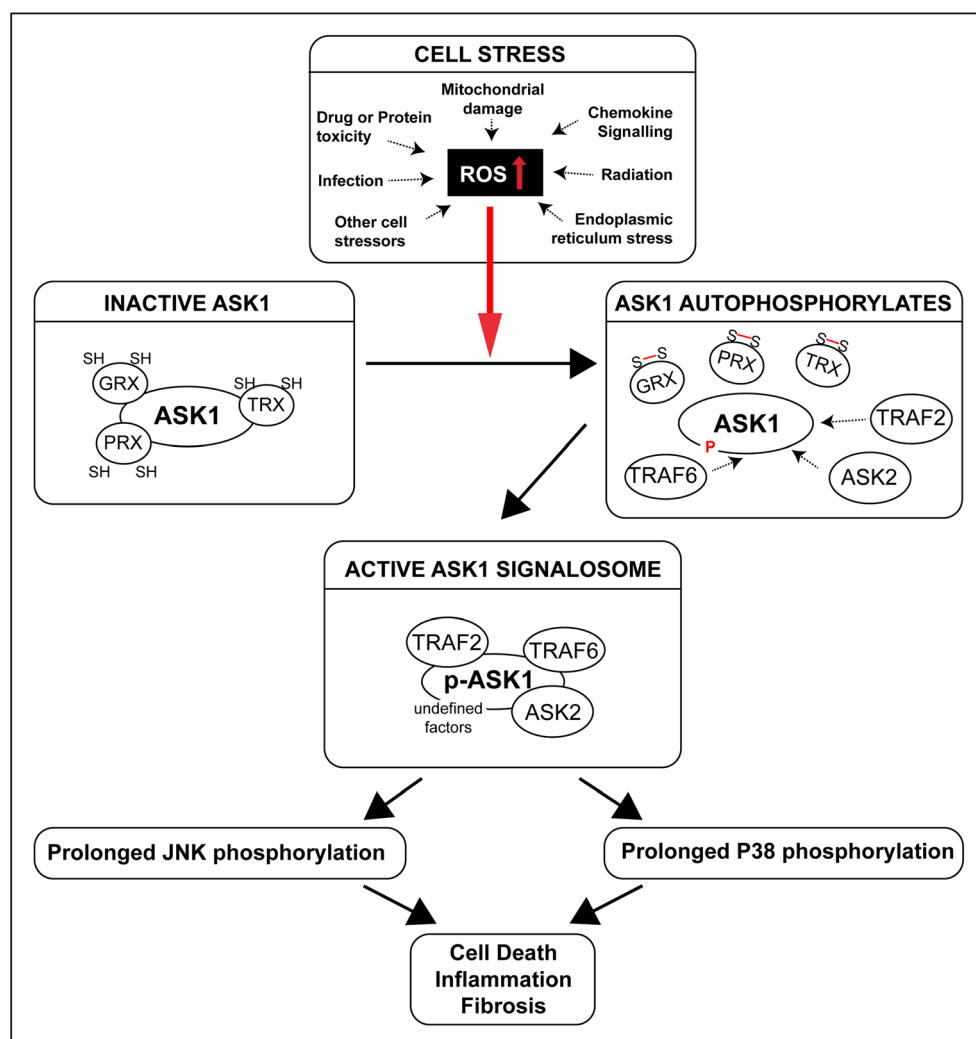 CELL STRESS
Mitochondrial
damage
Drug or Protein
toxicity
Chemokine
Signalling
ROS
Infection
Radiation
Other cell
stressors
Endoplasmic
reticulum stress
INACTIVE ASK1
SH SH
GRX
SH SH
ASK1
TRX
PRX
SH SH
ASK1 AUTOPHOSPHORYLATES
S S
GRX
S S
PRX
S S
TRX
ASK1
P
TRAF2
TRAF6
ASK2
ACTIVE ASK1 SIGNALOSOME
TRAF2
TRAF6
p-ASK1
undefined
factors
ASK2
Prolonged JNK phosphorylation
Prolonged P38 phosphorylation
Cell Death
Inflammation
Fibrosis